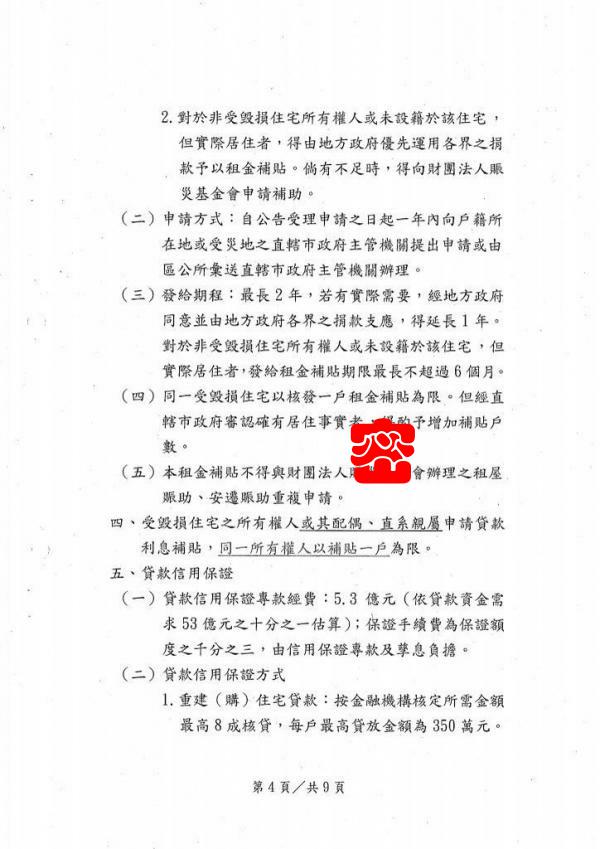 2.對於非受毀損住宅所有權人或未設籍於該住宅，
但實際居住者，得由地方政府優先運用各界之捐
款予以租金補貼。倘有不足時，得向財團法人賑
災基金會申請補助。
（二）申請方式：自公告受理申請之日起一年內向戶籍所
在地或受災地之直轄市政府主管機關提出申請或由
區公所彙送直轄市政府主管機關辦理。
（三）發給期程：最長2年，若有實際需要，經地方政府
同意並由地方政府各界之捐款支應，得延長1年。
對於非受毀損住宅所有權人或未設籍於該住宅，但
實際居住者，發給租金補貼期限最長不超過6個月。
（四）同一受毀損住宅以核發一戶租金補貼為限。但經直
轄市政府審認確有居住事實者，酌予增加補貼戶
數。
（五）本租金補貼不得與財團法人會辦理之租屋
賑助、安遷賑助重複申請。
四、受毀損住宅之所有權人或其配偶、直系親屬申請貸款
利息補貼，同一所有權人以補貼一戶為限。
五、貸款信用保證
（一）貸款信用保證專款經費：5.3億元（依貸款資金需
求53億元之十分之一估算）；保證手續費為保證額
度之千分之三，由信用保證專款及孳息負擔。
（二）貸款信用保證方式
1.重建（購）住宅貸款：按金融機構核定所需金額
最高8成核貸，每戶最高貸放金額為350萬元。
第4頁／共9頁